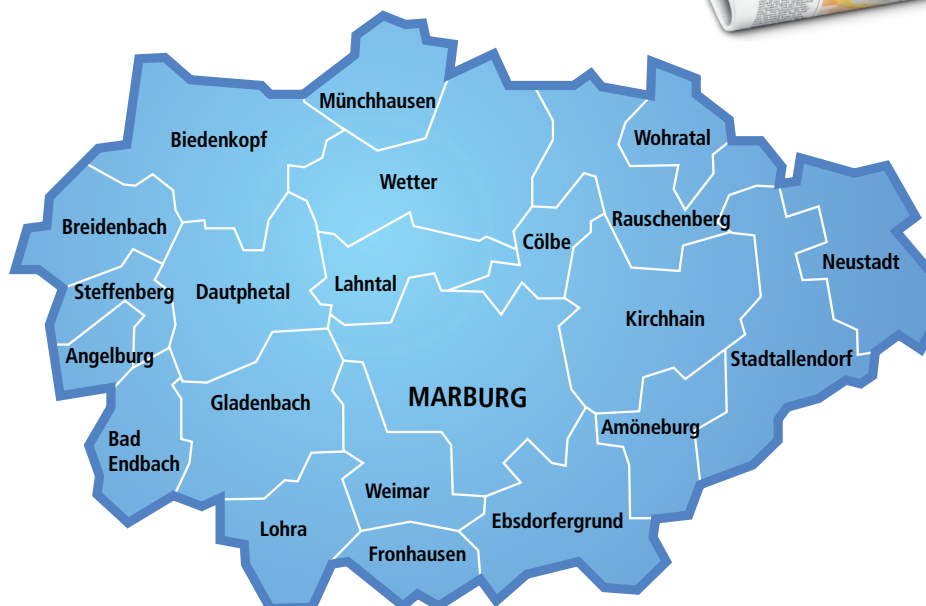 Münchhausen
Biedenkopf
Wohratal
Wetter
Breidenbach
Rauschenberg
Cölbe
Neustadt
Steffenberg
Dautphetal
Lahntal
Kirchhain
Angelburg
Stadtallendorf
Gladenbach
MARBURG
Amöneburg
Bad
Endbach
Weimar
Ebsdorfergrund
Lohra
Fronhausen